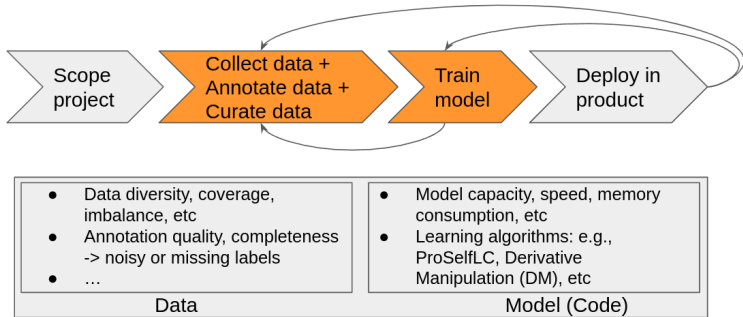 Scope
project
Collect data +
Annotate data +
Curate data
Train
model
Deploy in
product
● Data diversity, coverage,
imbalance, etc
● Annotation quality, completeness
-> noisy or missing labels
● …
Data
● Model capacity, speed, memory
consumption, etc
● Learning algorithms: e.g.,
ProSelfLC, Derivative
Manipulation (DM), etc
Model (Code)